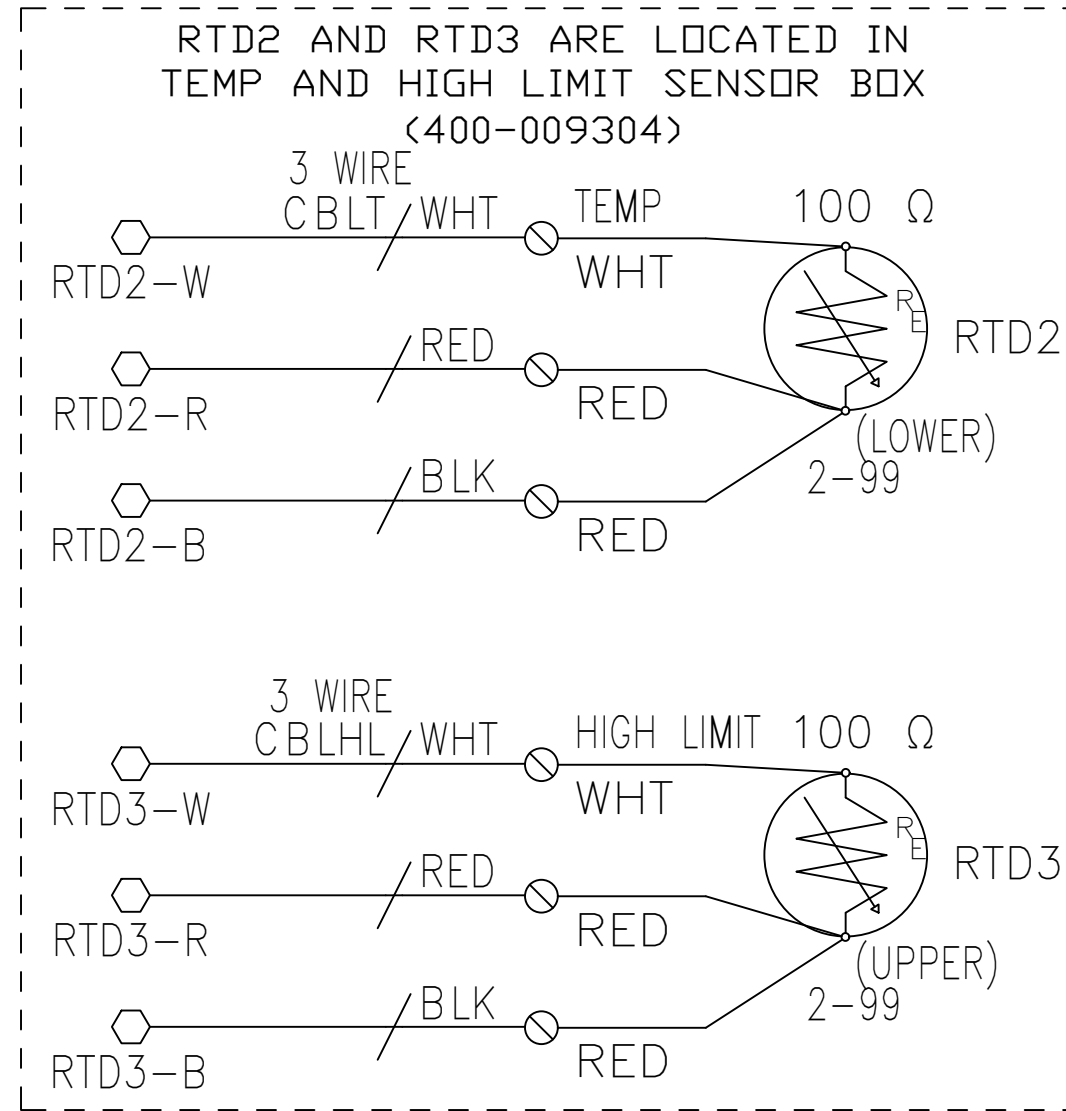 RTD2 AND RTD3 ARE LOCATED IN
TEMP AND HIGH LIMIT SENSOR BOX
(400-009304)
3 WIRE
CBLT WHT TEMP 100 Ω
RTD2-W WHT
RE RTD2
RED
RTD2-R RED
(LOWER)
BLK 2-99
RTD2-B RED
3 WIRE
CBLHL WHT HIGH LIMIT 100 Ω
RTD3-W WHT
RE RTD3
RED
RTD3-R RED
(UPPER)
BLK 2-99
RTD3-B RED